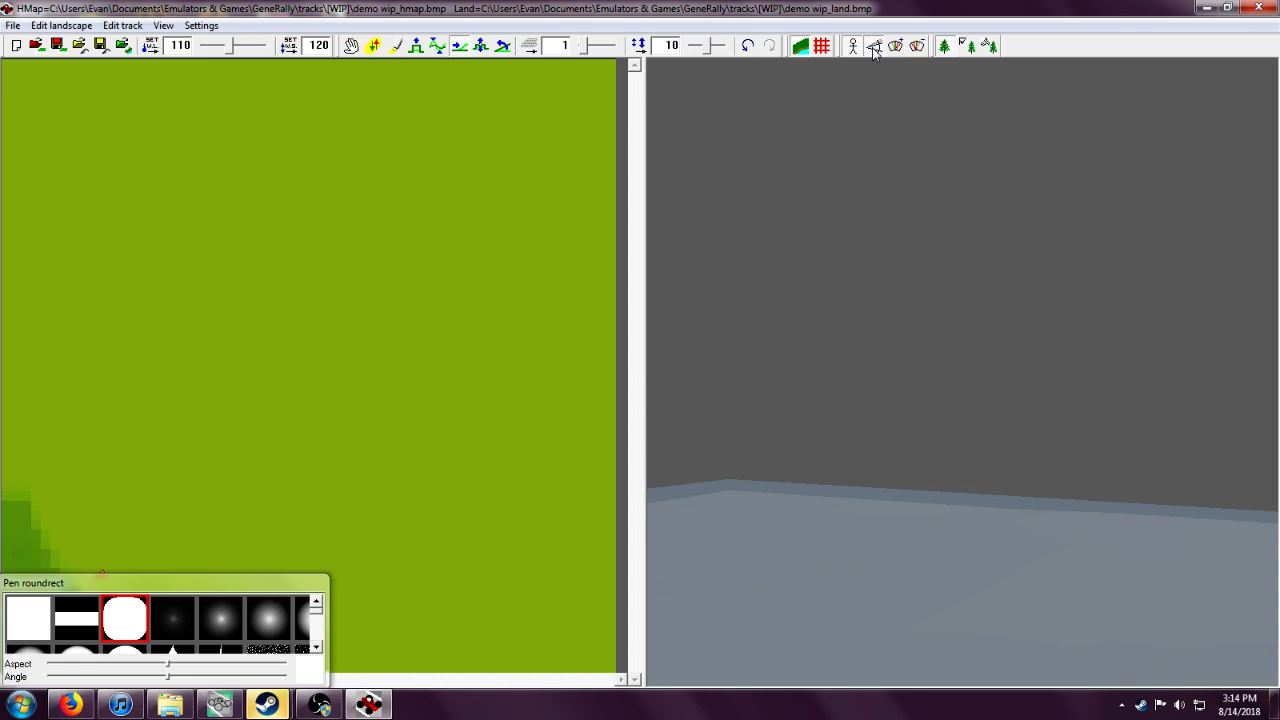 HMap=C:\Users\Evan\Documents\Emulators & Games\GeneRally\tracks\[WIP]\demo wip_hmap.bmp Land=C:\Users\Evan\Documents\Emulators & Games\GeneRally\tracks\[WIP]\demo wip_land.bmp
File Edit landscape Edit track View Settings
SET V.S. 110 SET U.S. 120 1 10
Pen roundrect
Aspect
Angle
3:14 PM
8/14/2018